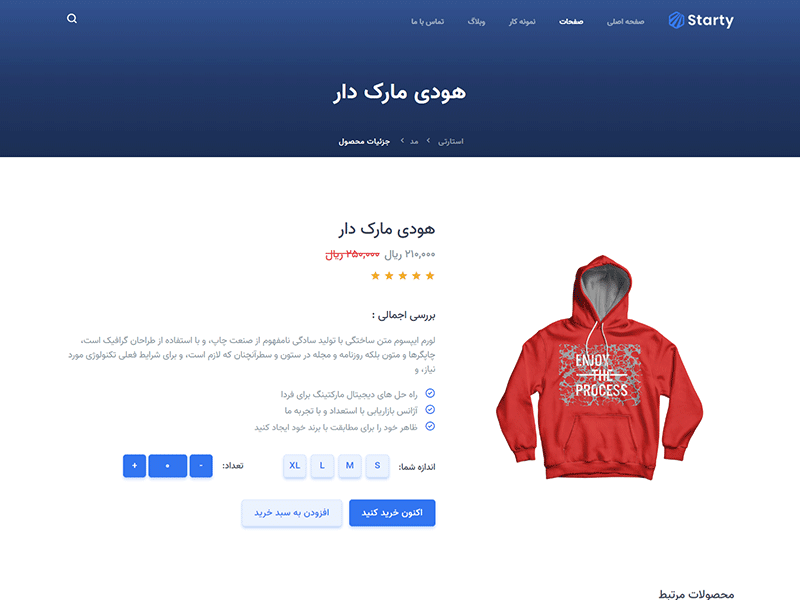 Starty
صفحه اصلی
صفحات
نمونه کار
وبلاگ
تماس با ما
هودی مارک دار
استارتی › مد › جزئیات محصول
هودی مارک دار
۲۱۰,۰۰۰ ریال ۲۵۰,۰۰۰ ریال
بررسی اجمالی :
لورم ایپسوم متن ساختگی با تولید سادگی نامفهوم از صنعت چاپ، و با استفاده از طراحان گرافیک است،
چاپگرها و متون بلکه روزنامه و مجله در ستون و سطرآنچنان که لازم است، و برای شرایط فعلی تکنولوژی مورد
نیاز، و
راه حل های دیجیتال مارکتینگ برای فردا
آژانس بازاریابی با استعداد و با تجربه ما
ظاهر خود را برای مطابقت با برند خود ایجاد کنید
اندازه شما: S M L XL
تعداد: - ۰ +
اکنون خرید کنید
افزودن به سبد خرید
ENJOY
THE
PROCESS
محصولات مرتبط